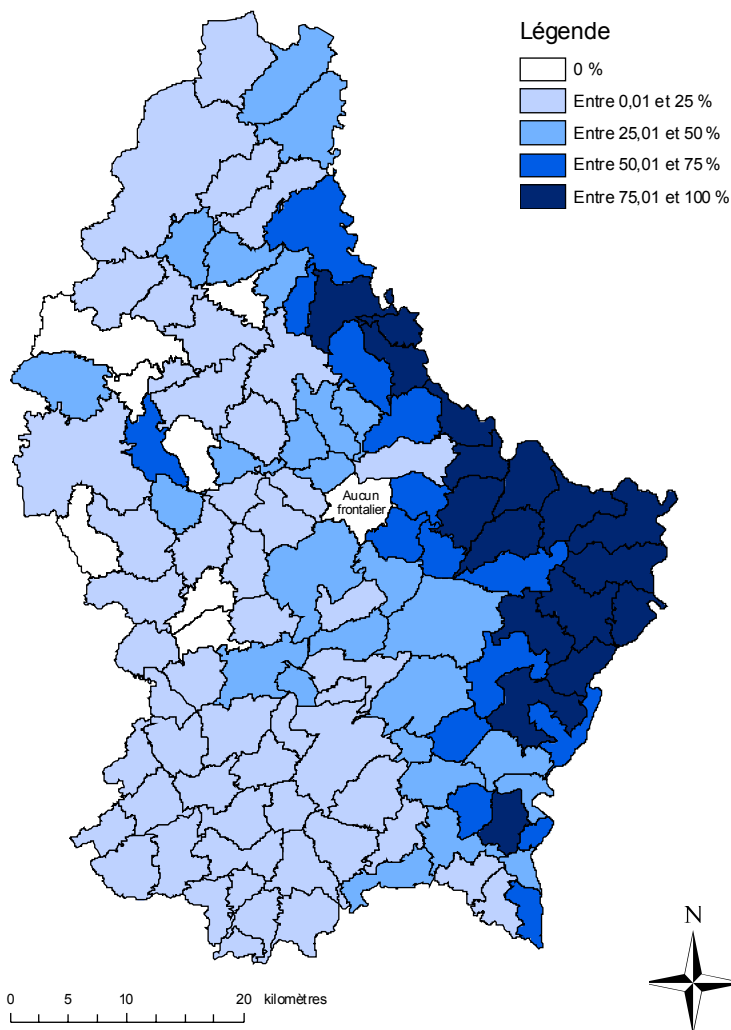 Légende
0 %
Entre 0,01 et 25 %
Entre 25,01 et 50 %
Entre 50,01 et 75 %
Entre 75,01 et 100 %
Aucun
frontalier
N
0 5 10 20 kilomètres